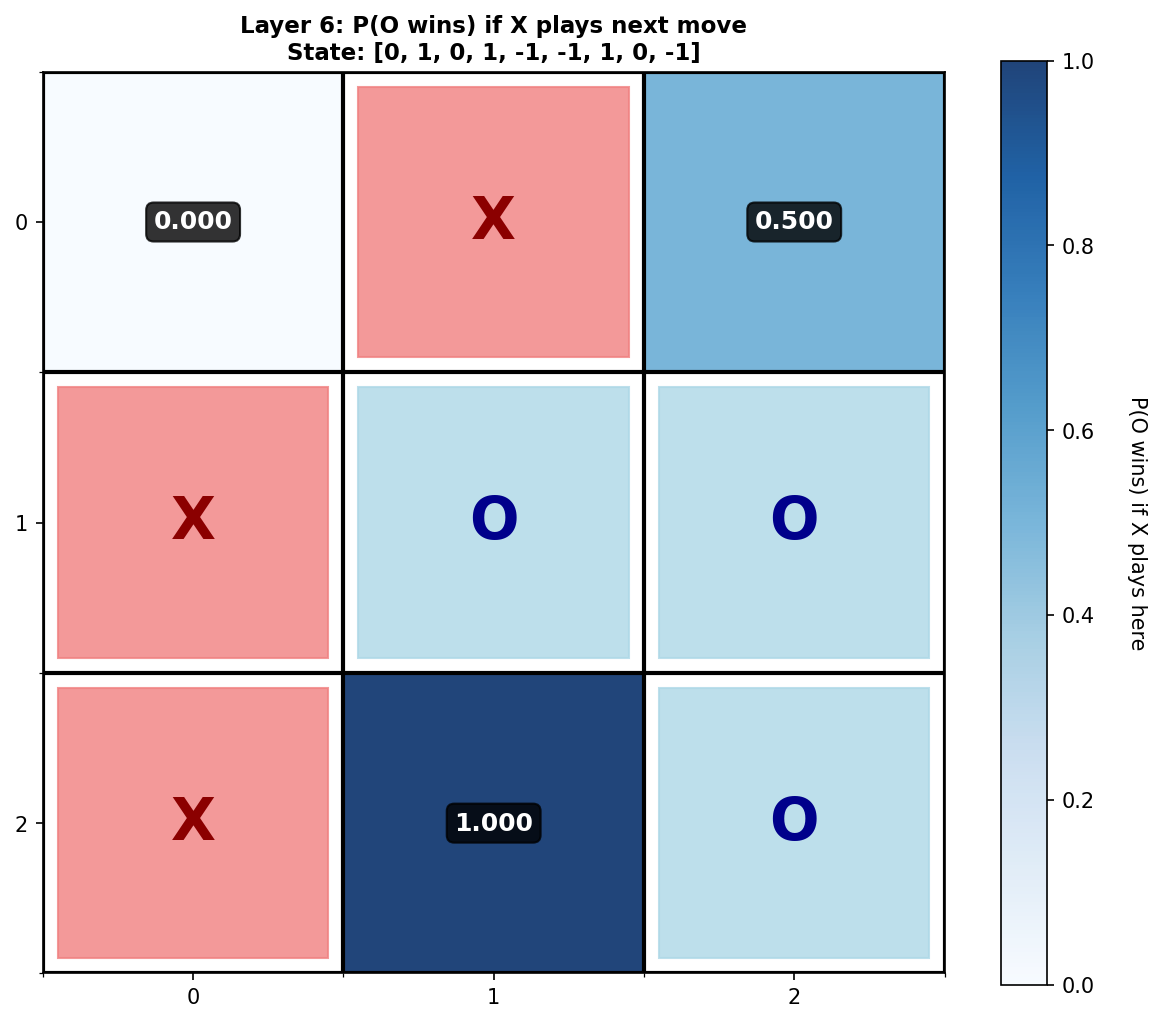 Layer 6: P(O wins) if X plays next move
State: [0, 1, 0, 1, -1, -1, 1, 0, -1]
0.000
X
0.500
X
O
O
X
1.000
O
0
1
2
0
1
2
1.0
0.8
0.6
0.4
0.2
0.0
P(O wins) if X plays here